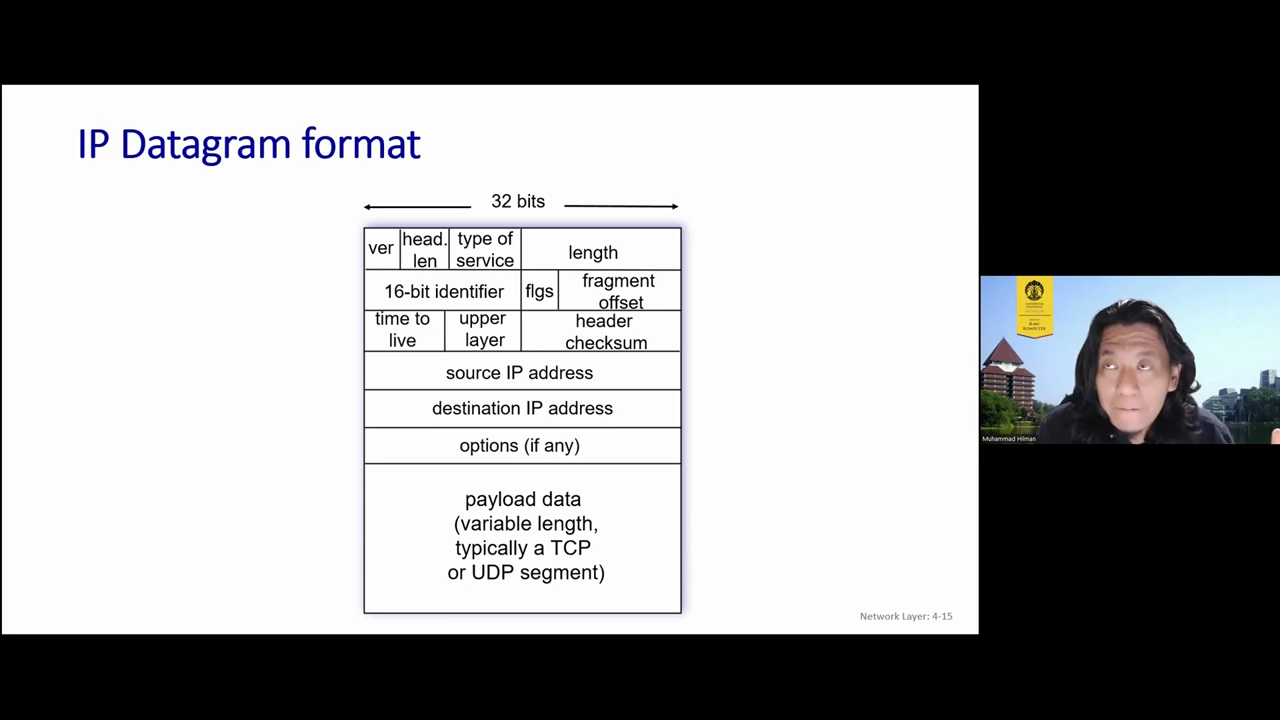 IP Datagram format
32 bits
ver
head.
len
type of
service
length
16-bit identifier
flgs
fragment
offset
time to
live
upper
layer
header
checksum
source IP address
destination IP address
options (if any)
payload data
(variable length,
typically a TCP
or UDP segment)
Network Layer: 4-15
ILMU
KOMPUTER
Muhammad Hilman